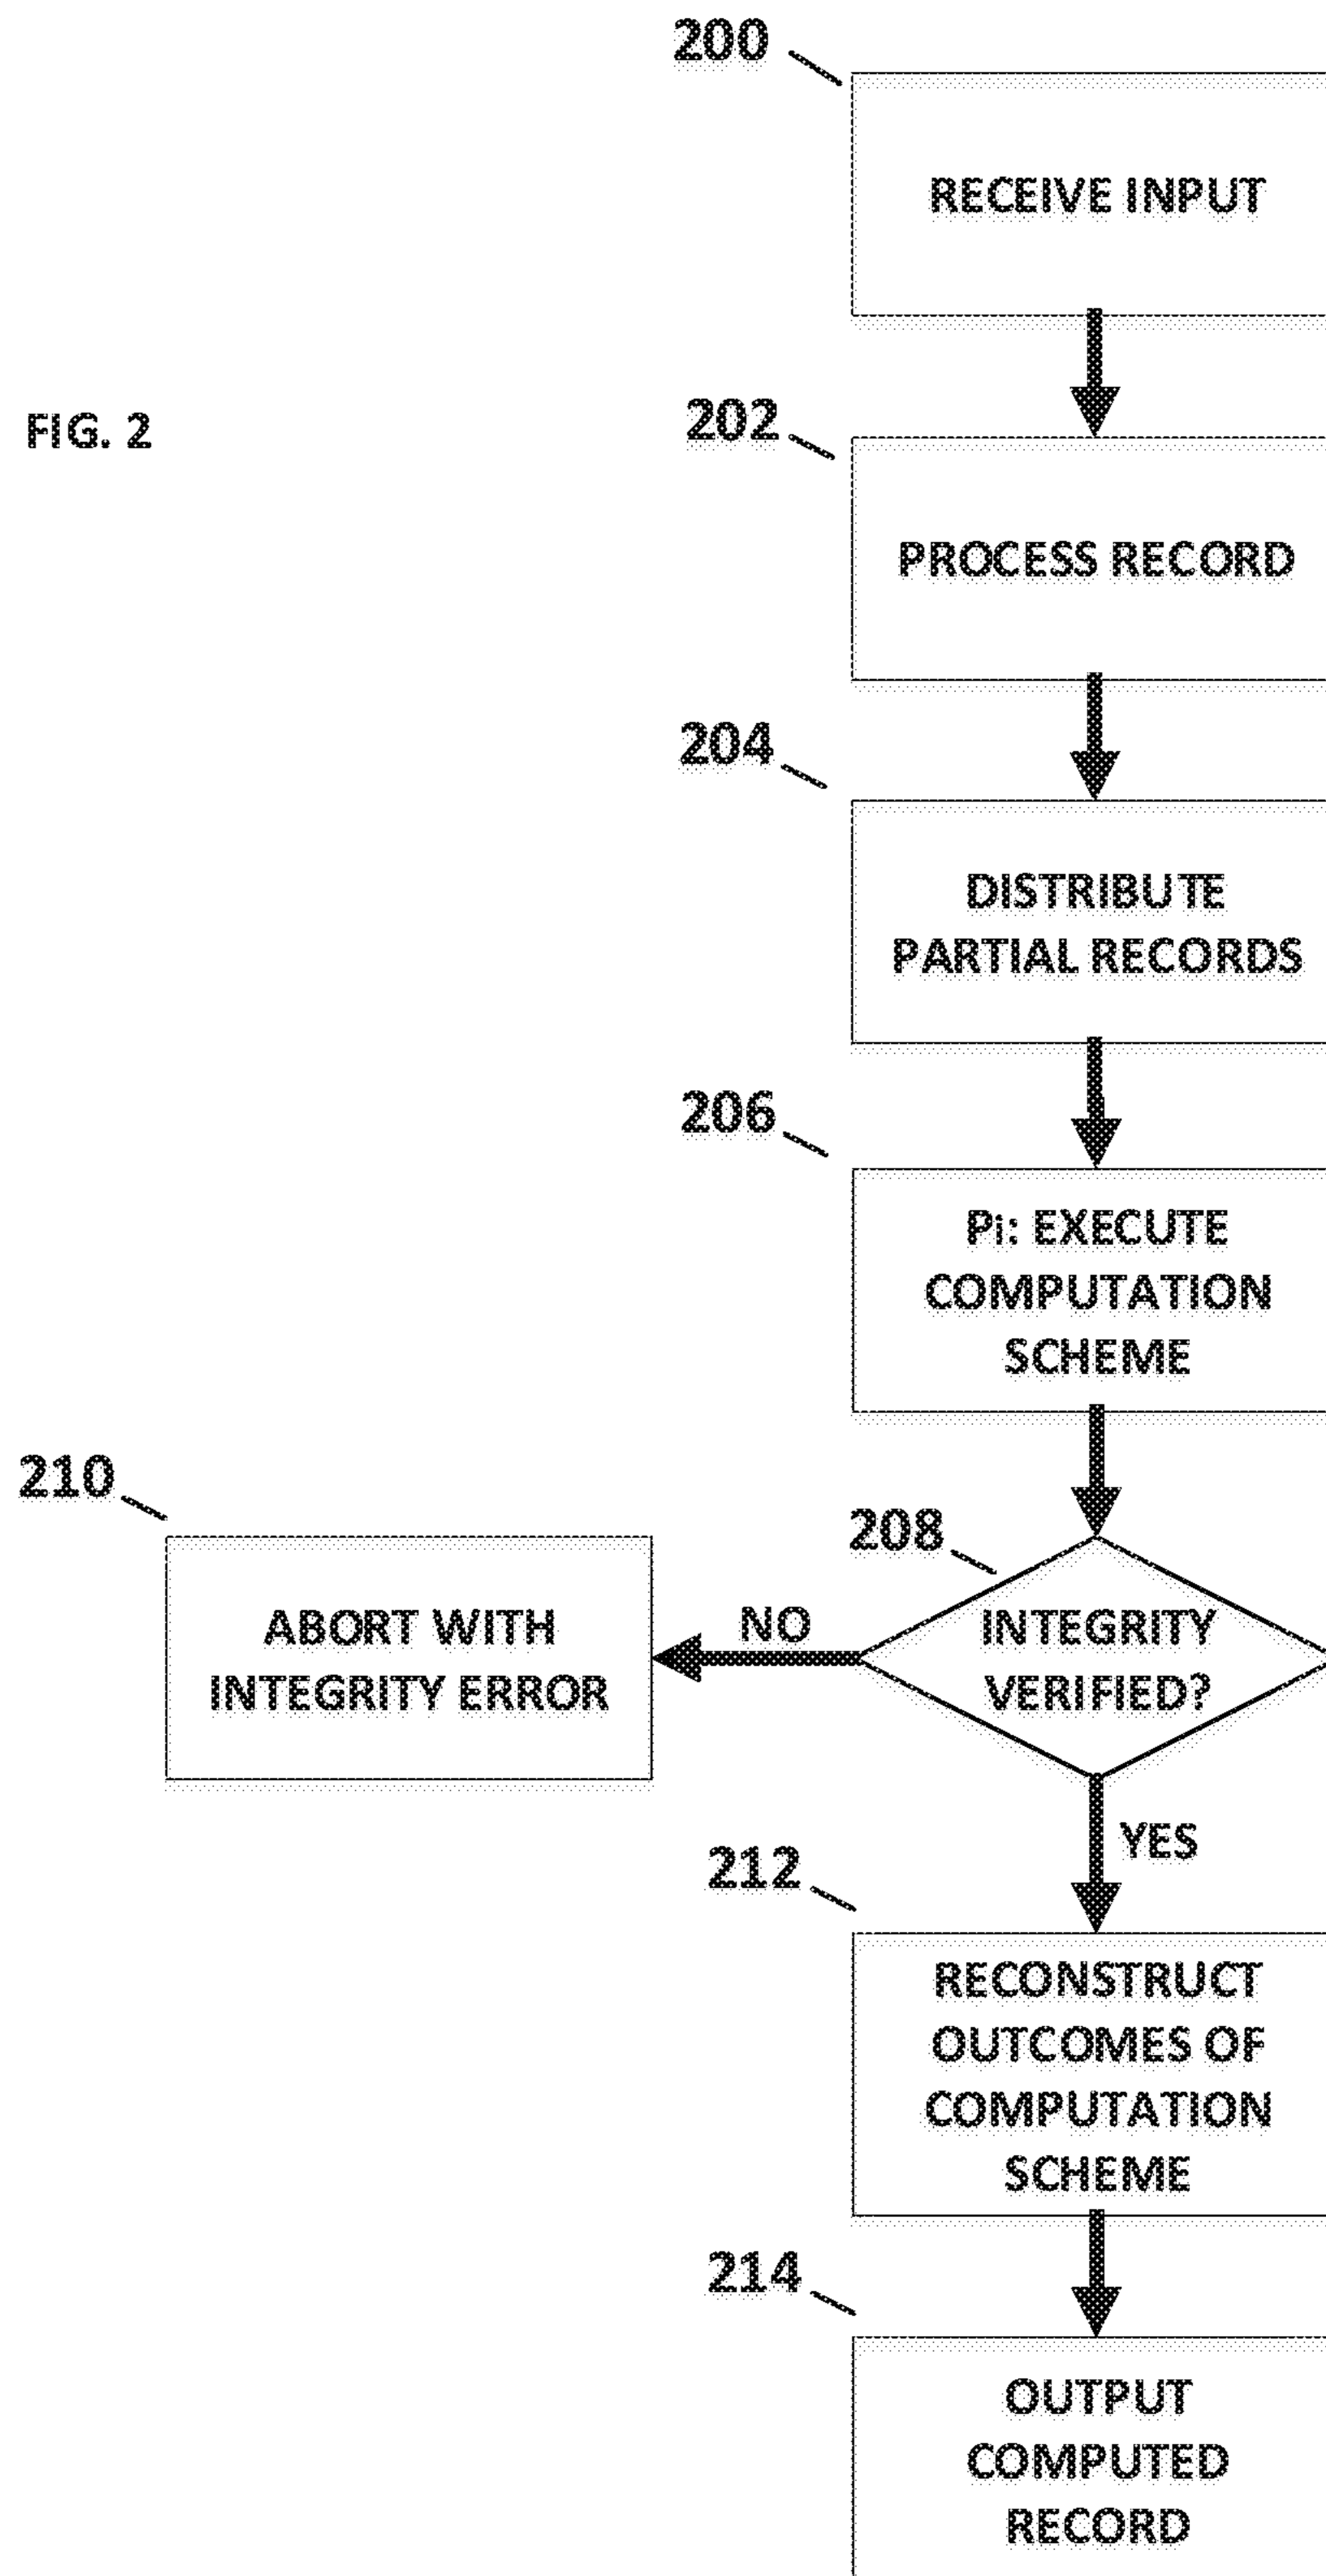 200
RECEIVE INPUT
FIG. 2
202
PROCESS RECORD
204
DISTRIBUTE
PARTIAL RECORDS
206
Pi: EXECUTE
COMPUTATION
SCHEME
210
ABORT WITH
INTEGRITY ERROR
NO
208
INTEGRITY
VERIFIED?
YES
212
RECONSTRUCT
OUTCOMES OF
COMPUTATION
SCHEME
214
OUTPUT
COMPUTED
RECORD